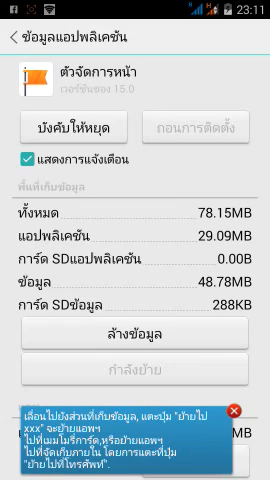 23:11
ข้อมูลแอปพลิเคชัน
ตัวจัดการหน้า
เวอร์ชันของ 15.0
บังคับให้หยุด
ถอนการติดตั้ง
แสดงการแจ้งเตือน
พื้นที่เก็บข้อมูล
ทั้งหมด 78.15MB
แอปพลิเคชัน 29.09MB
การ์ด SDแอปพลิเคชัน 0.00B
ข้อมูล 48.78MB
การ์ด SDข้อมูล 288KB
ล้างข้อมูล
กำลังย้าย
เลื่อนไปยังส่วนที่เก็บข้อมูล, แตะปุ่ม "ย้ายไป
xxx" จะย้ายแอพฯ
ไปที่เมมโมรี่การ์ด,หรือย้ายแอพฯ
ไปที่จัดเก็บภายใน โดยการแตะที่ปุ่ม
"ย้ายไปที่โทรศัพท์".